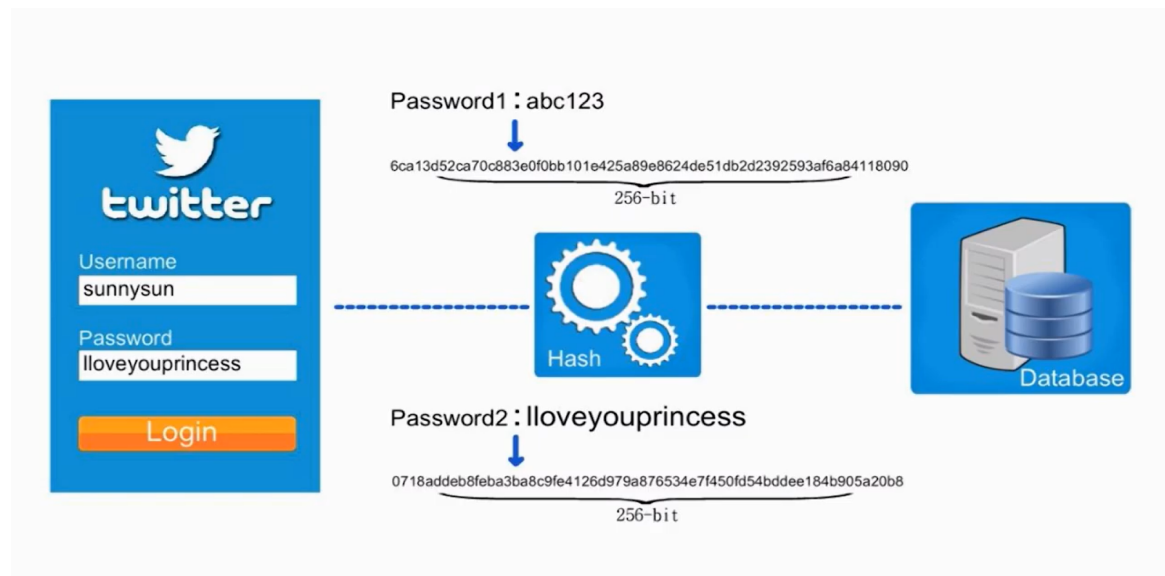 twitter
Username
sunnysun
Password
lloveyouprincess
Login
Password1：abc123
6ca13d52ca70c883e0f0bb101e425a89e8624de51db2d2392593af6a84118090
256-bit
Hash
Database
Password2：lloveyouprincess
0718addeb8feba3ba8c9fe4126d979a876534e7f450fd54bddee184b905a20b8
256-bit